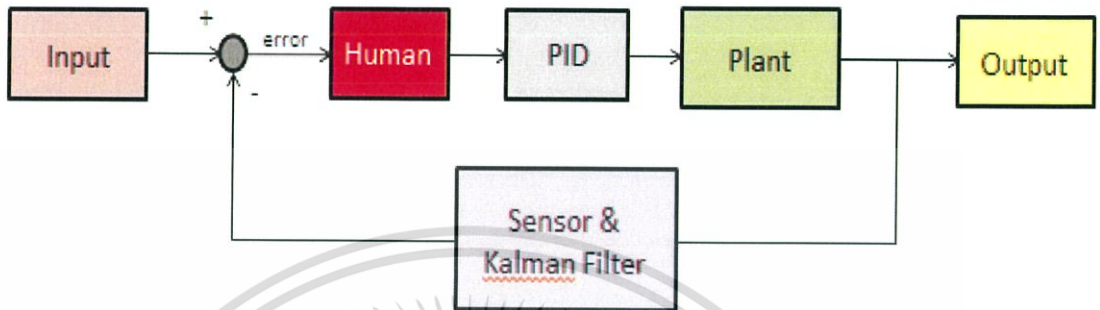 +
error
-
Input
Human
PID
Plant
Output
Sensor &
Kalman Filter